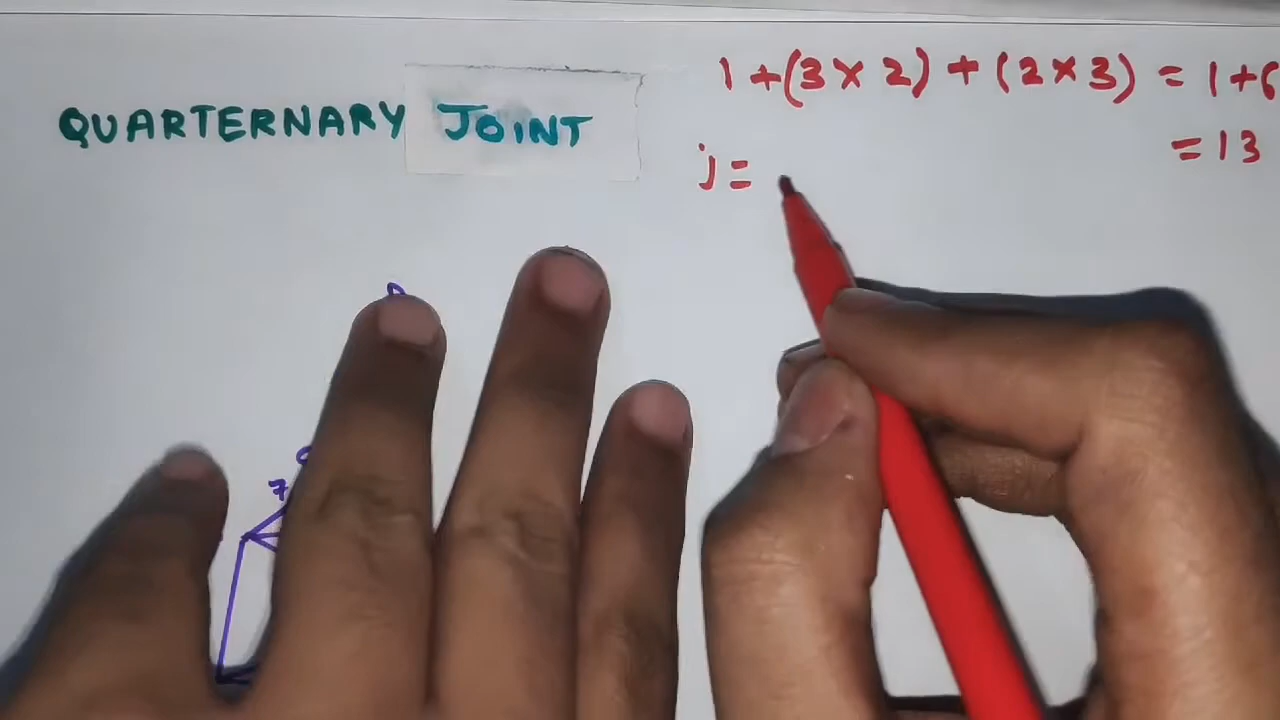 1+(3×2)+(2×3) = 1+6
QUARTERNARY JOINT
=13
j=
7